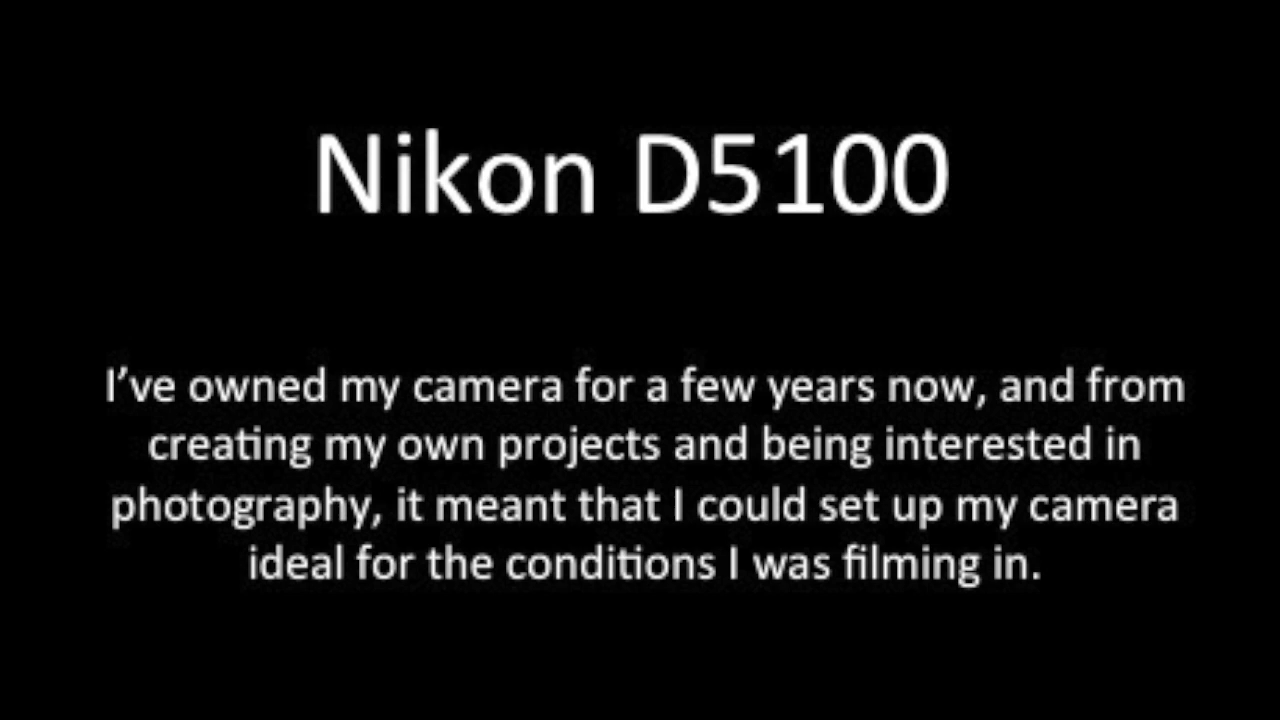 Nikon D5100
I’ve owned my camera for a few years now, and from
creating my own projects and being interested in
photography, it meant that I could set up my camera
ideal for the conditions I was filming in.